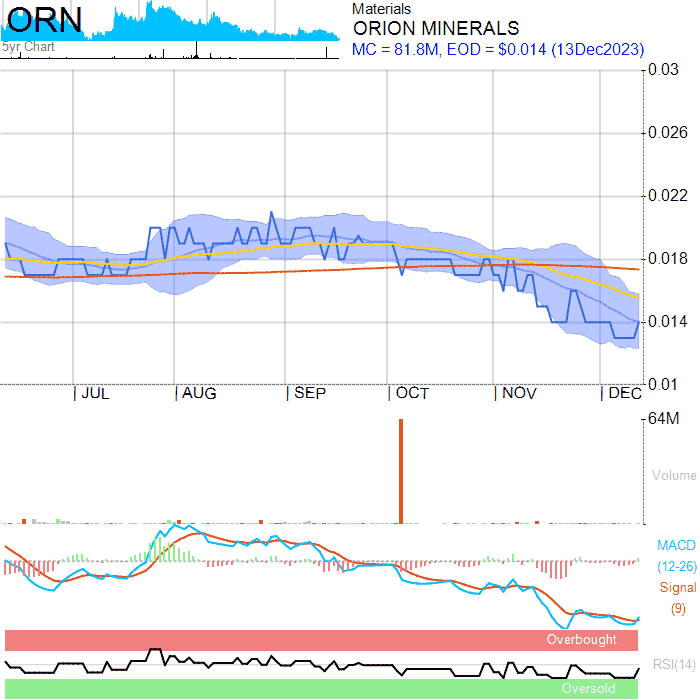 ORN
5yr Chart
Materials
ORION MINERALS
MC = 81.8M, EOD = $0.014 (13Dec2023)
0.03
0.026
0.022
0.018
0.014
0.01
| JUL | AUG | SEP | OCT | NOV | DEC
64M
Volume
MACD
(12-26)
Signal
(9)
Overbought
RSI(14)
Oversold